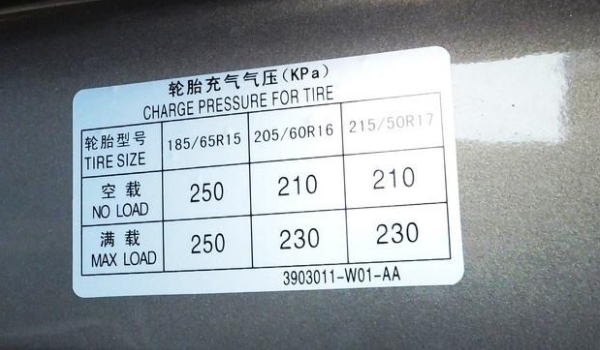 轮胎充气气压(KPa)
CHARGE PRESSURE FOR TIRE
轮胎型号 185/65R15 205/60R16 215/50R17
TIRE SIZE
空载 250 210 210
NO LOAD
满载 250 230 230
MAX LOAD
3903011-W01-AA